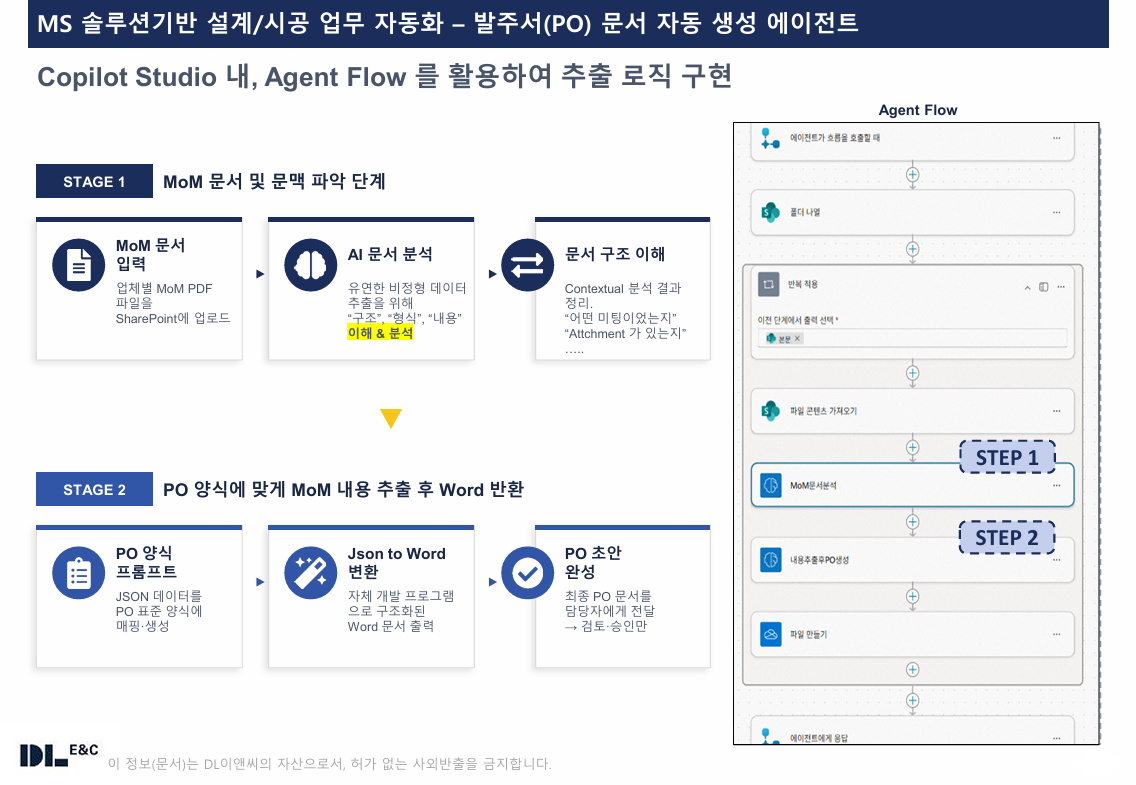 MS 솔루션기반 설계/시공 업무 자동화 – 발주서(PO) 문서 자동 생성 에이전트
Copilot Studio 내, Agent Flow 를 활용하여 추출 로직 구현
STAGE 1
MoM 문서 및 문맥 파악 단계
MoM 문서
입력
업체별 MoM PDF
파일을
SharePoint에 업로드
AI 문서 분석
유연한 비정형 데이터
추출을 위해
“구조”, “형식”, “내용”
이해 & 분석
문서 구조 이해
Contextual 분석 결과
정리.
“어떤 미팅이었는지”
“Attchment 가 있는지”
…..
STAGE 2
PO 양식에 맞게 MoM 내용 추출 후 Word 반환
PO 양식
프롬프트
JSON 데이터를
PO 표준 양식에
매핑·생성
Json to Word
변환
자체 개발 프로그램
으로 구조화된
Word 문서 출력
PO 초안
완성
최종 PO 문서를
담당자에게 전달
→ 검토·승인만
Agent Flow
에이전트가 흐름을 호출할 때
폴더 나열
반복 적용
이전 단계에서 출력 선택 *
본문 ×
파일 콘텐츠 가져오기
STEP 1
MoM문서분석
STEP 2
내용추출후PO생성
파일 만들기
에이전트에게 응답
DL E&C
이 정보(문서)는 DL이앤씨의 자산으로서, 허가 없는 사외반출을 금지합니다.